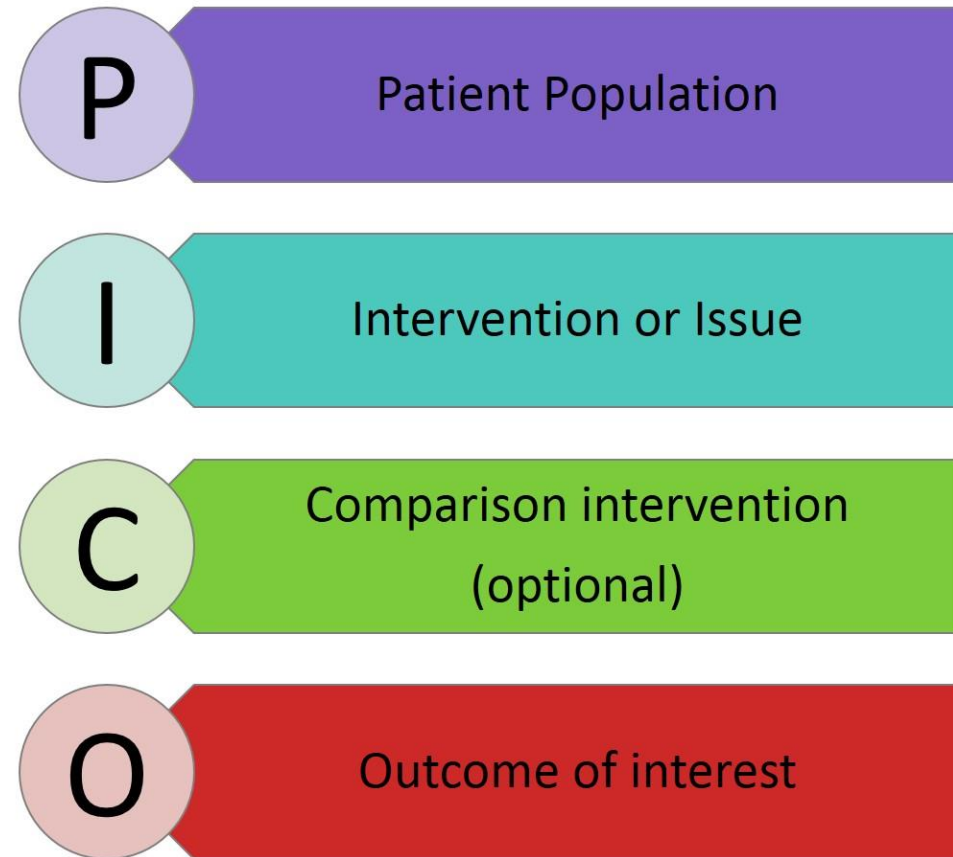 P
Patient Population
I
Intervention or Issue
C
Comparison intervention
(optional)
O
Outcome of interest